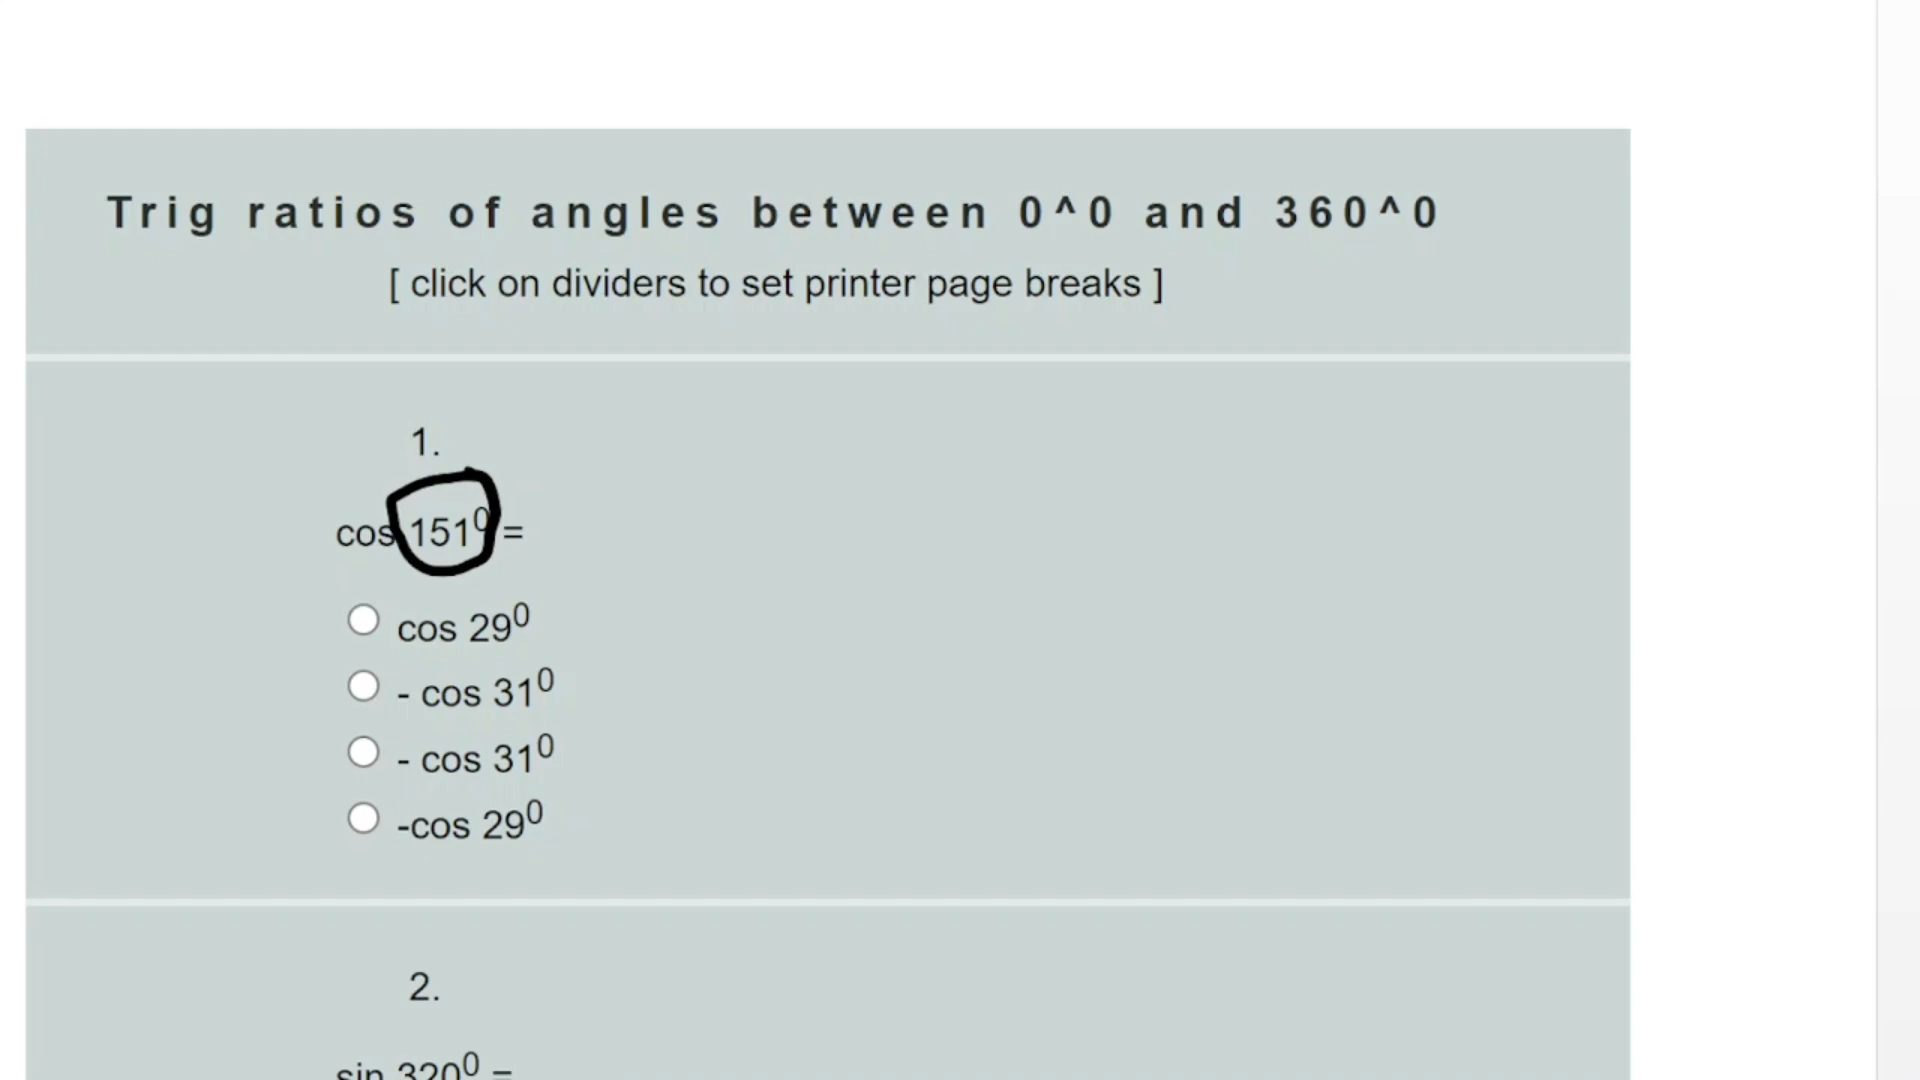 Trig ratios of angles between 0^0 and 360^0
[ click on dividers to set printer page breaks ]
1.
cos 151⁰ =
cos 29⁰
- cos 31⁰
- cos 31⁰
-cos 29⁰
2.
sin 320⁰ =